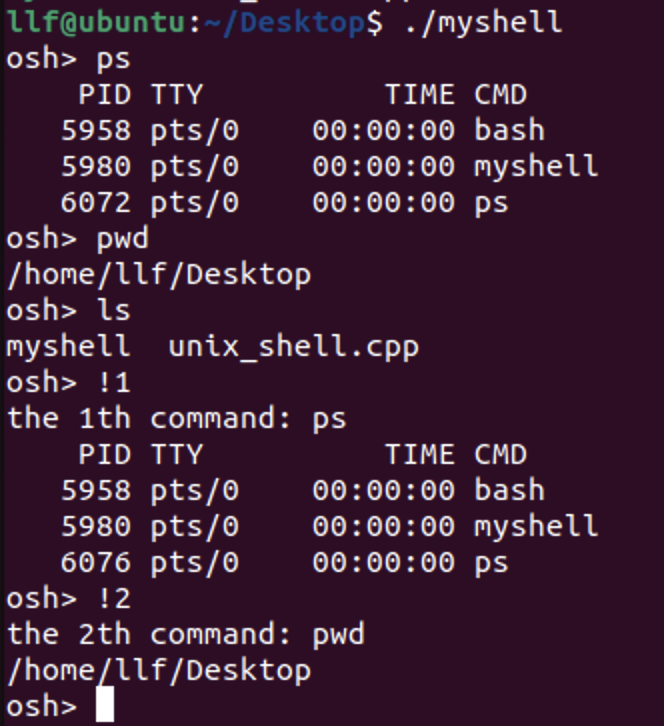 llf@ubuntu:~/Desktop$ ./myshell
osh> ps
    PID TTY          TIME CMD
   5958 pts/0    00:00:00 bash
   5980 pts/0    00:00:00 myshell
   6072 pts/0    00:00:00 ps
osh> pwd
/home/llf/Desktop
osh> ls
myshell  unix_shell.cpp
osh> !1
the 1th command: ps
    PID TTY          TIME CMD
   5958 pts/0    00:00:00 bash
   5980 pts/0    00:00:00 myshell
   6076 pts/0    00:00:00 ps
osh> !2
the 2th command: pwd
/home/llf/Desktop
osh>